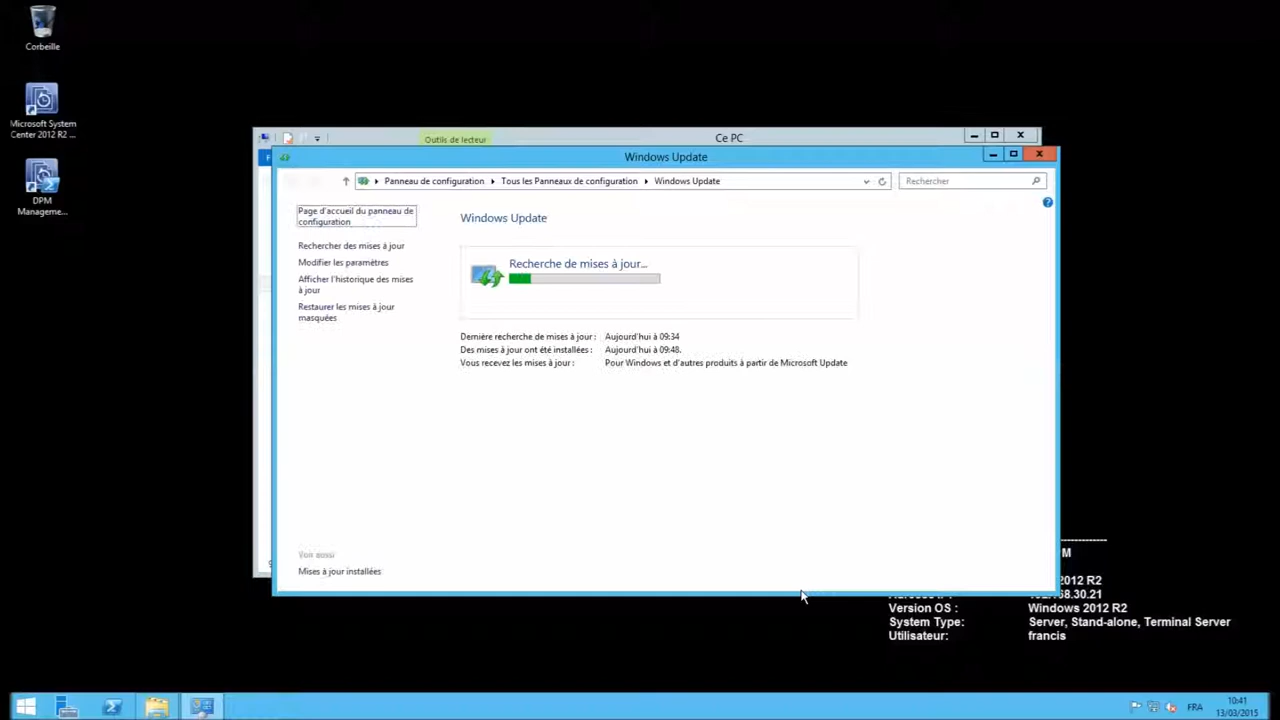 Corbeille
Microsoft System
Center 2012 R2 ...
DPM
Manageme...
Outils de lecteur
Ce PC
F
Windows Update
Panneau de configuration
Tous les Panneaux de configuration
Windows Update
Rechercher
Page d'accueil du panneau de
configuration
Rechercher des mises à jour
Modifier les paramètres
Afficher l'historique des mises
à jour
Restaurer les mises à jour
masquées
Windows Update
Recherche de mises à jour...
Dernière recherche de mises à jour : Aujourd'hui à 09:34
Des mises à jour ont été installées : Aujourd'hui à 09:48.
Vous recevez les mises à jour : Pour Windows et d'autres produits à partir de Microsoft Update
Voir aussi
Mises à jour installées
2012 R2
68.30.21
Version OS : Windows 2012 R2
System Type: Server, Stand-alone, Terminal Server
Utilisateur: francis
FRA
10:41
13/03/2015